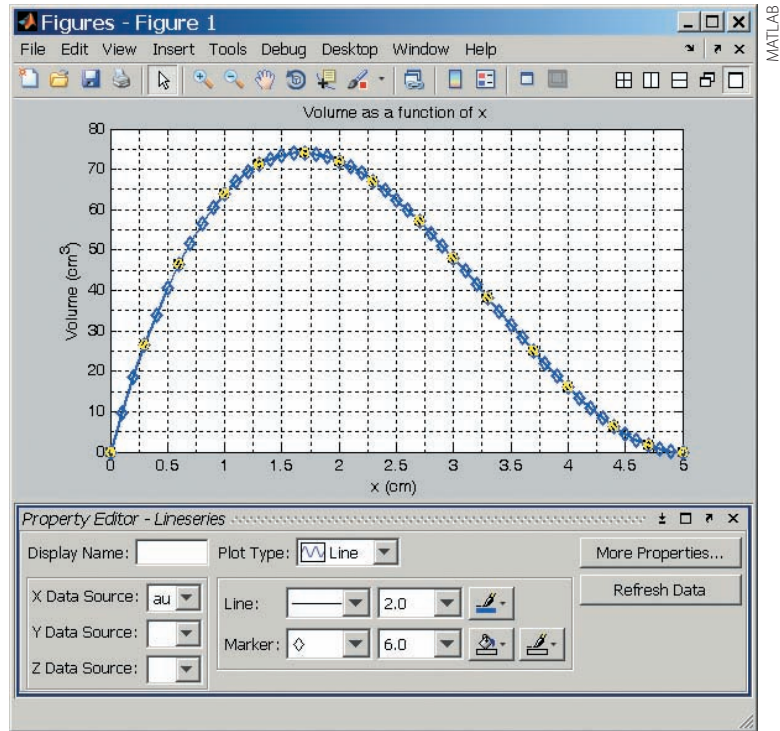 Figures - Figure 1
File Edit View Insert Tools Debug Desktop Window Help
Volume as a function of x
80
70
60
50
40
30
20
10
0
Volume (cm³)
0 0.5 1 1.5 2 2.5 3 3.5 4 4.5 5
x (cm)
Property Editor - Lineseries
Display Name: Plot Type: Line More Properties...
X Data Source: au Line: 2.0 Refresh Data
Y Data Source:
Marker: 6.0
Z Data Source:
MATLAB